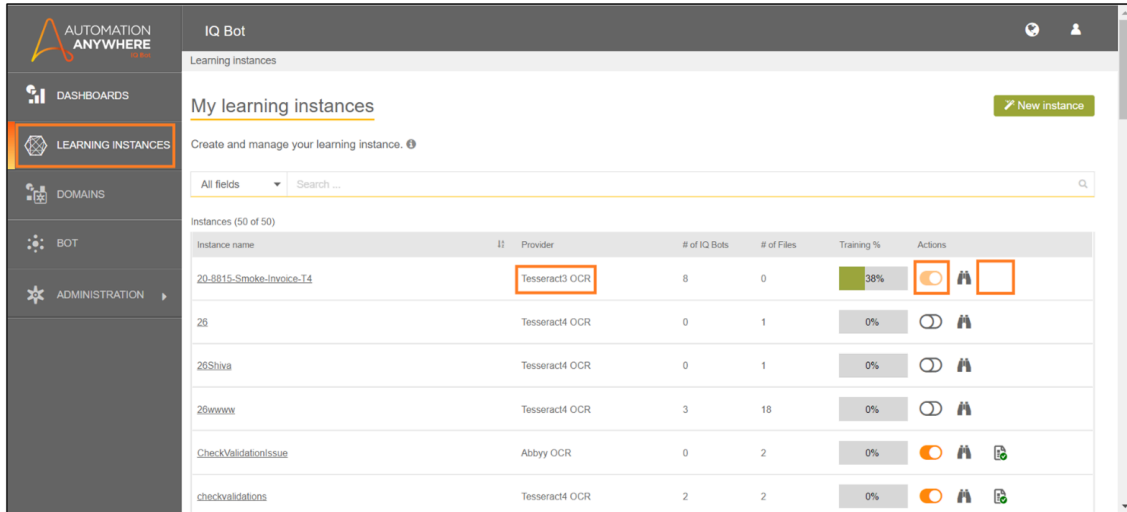 AUTOMATION
ANYWHERE
IQ Bot
IQ Bot
Learning instances
DASHBOARDS
LEARNING INSTANCES
DOMAINS
BOT
ADMINISTRATION
My learning instances
New instance
Create and manage your learning instance.
All fields Search ...
Instances (50 of 50)
Instance name Provider # of IQ Bots # of Files Training % Actions
20-8815-Smoke-Invoice-T4 Tesseract3 OCR 8 0 38%
26 Tesseract4 OCR 0 1 0%
26Shiva Tesseract4 OCR 0 1 0%
26wwww Tesseract4 OCR 3 18 0%
CheckValidationIssue Abbyy OCR 0 2 0%
checkvalidations Tesseract4 OCR 2 2 0%